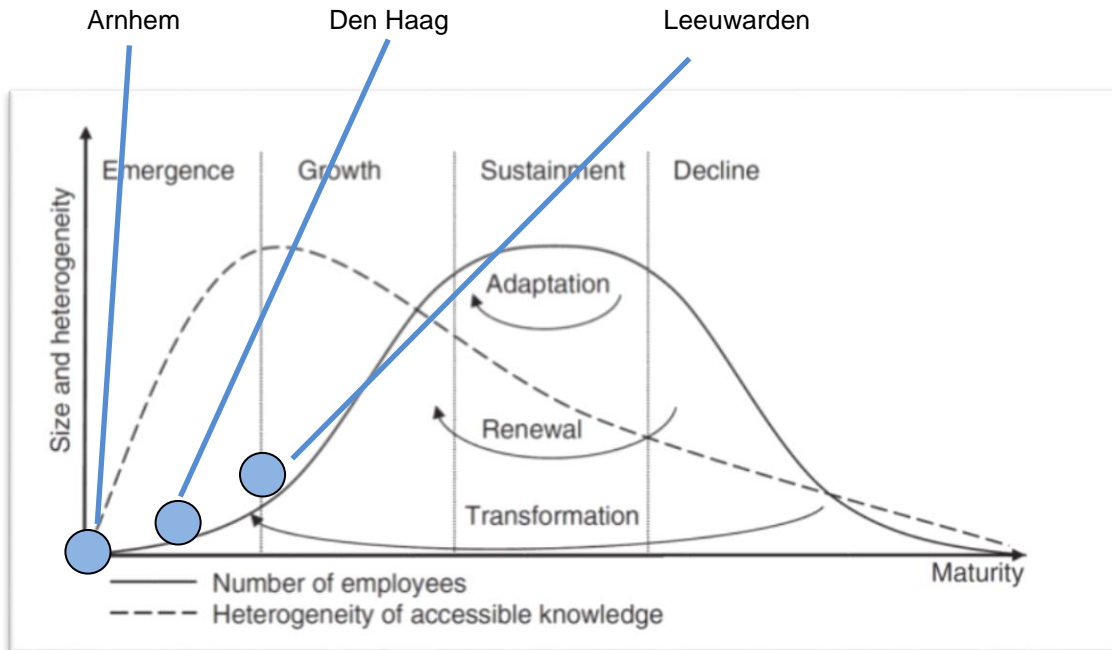 Arnhem
Den Haag
Leeuwarden
Emergence
Growth
Sustainment
Decline
Size and heterogeneity
Adaptation
Renewal
Transformation
Maturity
Number of employees
Heterogeneity of accessible knowledge